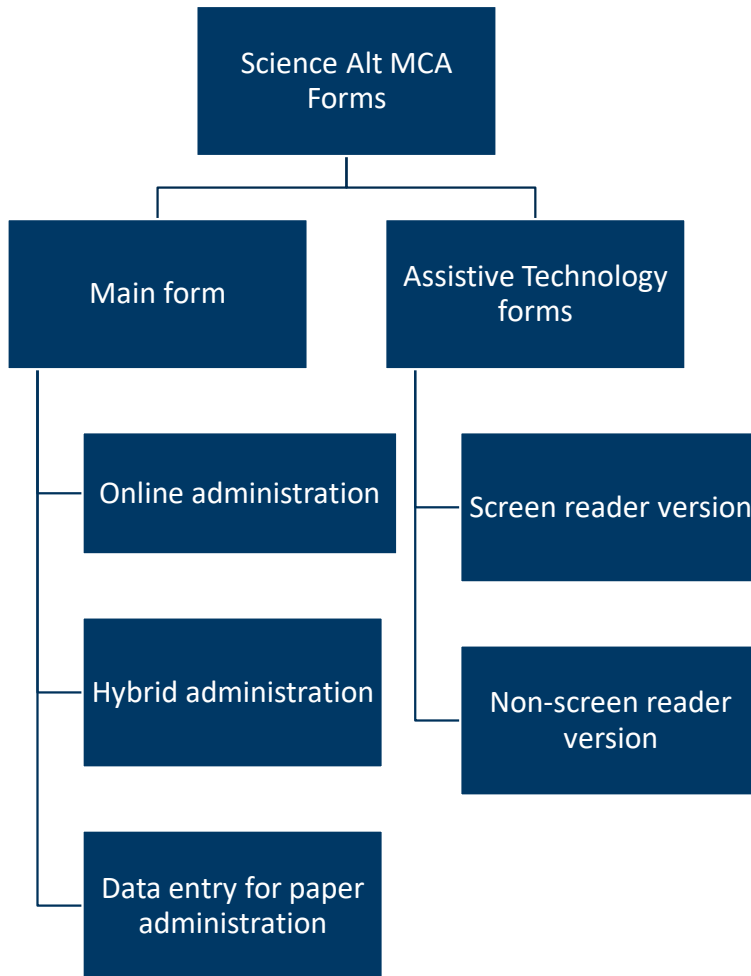 Science Alt MCA
Forms
Main form
Assistive Technology
forms
Online administration
Screen reader version
Hybrid administration
Non-screen reader
version
Data entry for paper
administration